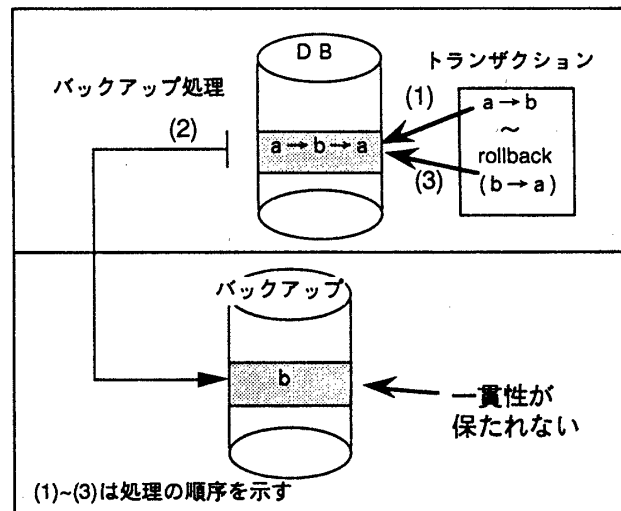 DB
トランザクション
バックアップ処理
(1)
a→b
(2)
a→b→a
~
rollback
(3)
(b→a)
バックアップ
b
一貫性が
保たれない
(1)~(3)は処理の順序を示す